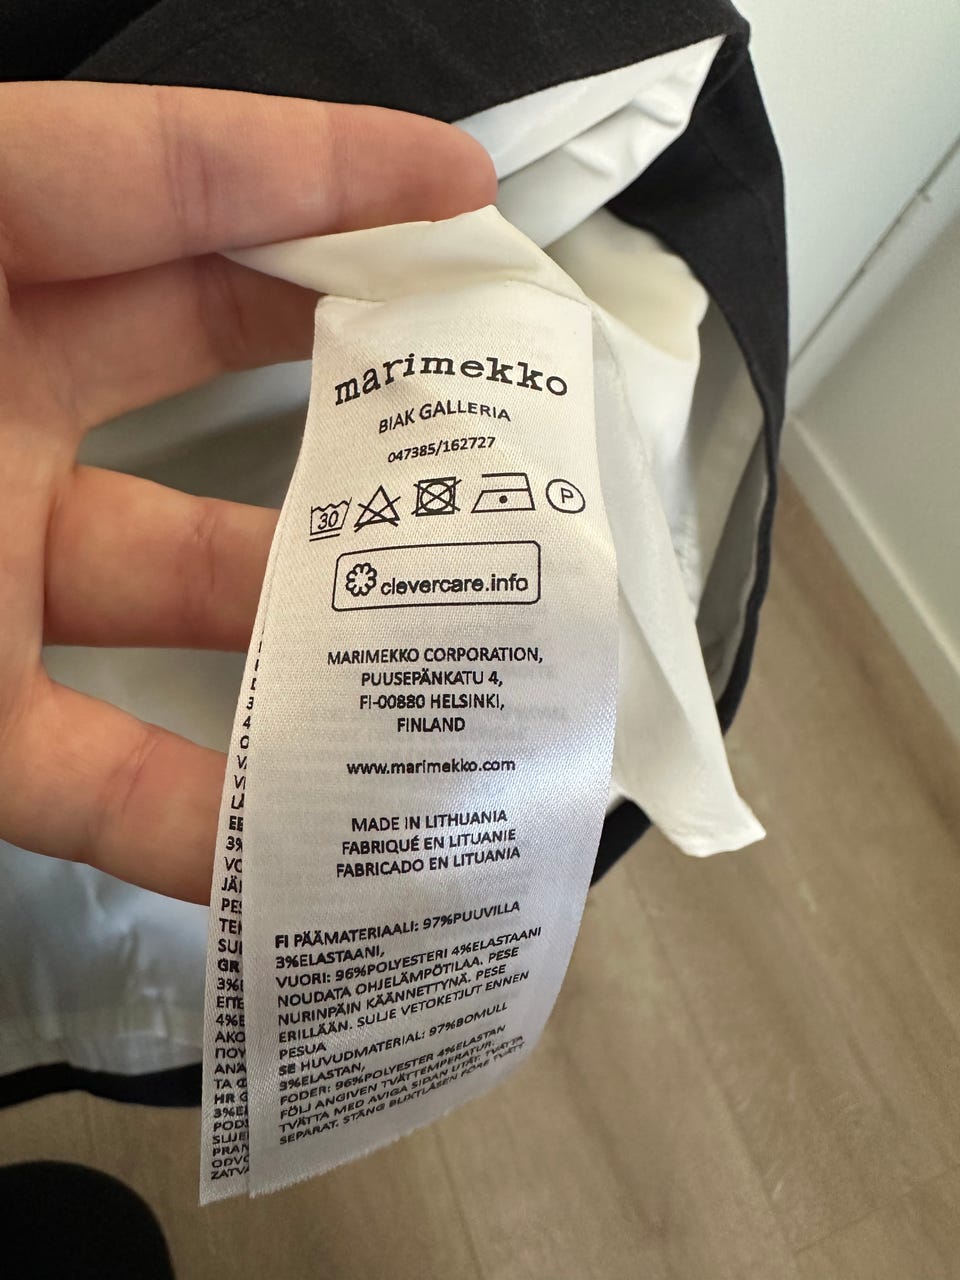 marimekko
BIAK GALLERIA
047385/162727
30
P
clevercare.info
MARIMEKKO CORPORATION,
PUUSEPÄNKATU 4,
FI-00880 HELSINKI,
FINLAND
www.marimekko.com
MADE IN LITHUANIA
FABRIQUÉ EN LITUANIE
FABRICADO EN LITUANIA
FI PÄÄMATERIAALI: 97%PUUVILLA
3%ELASTAANI,
VUORI: 96%POLYESTERI 4%ELASTAANI
NOUDATA OHJELÄMPÖTILAA. PESE
NURINPÄIN KÄÄNNETTYNÄ. PESE
ERILLÄÄN. SULJE VETOKETJUT ENNEN
PESUA
SE HUVUDMATERIAL: 97%BOMULL
3%ELASTAN,
FODER: 96%POLYESTER 4%ELASTAN
FÖLJ ANGIVEN TVÄTTEMPERATUR. TVÄTTA
TVÄTTA MED AVIGA SIDAN UTÅT. TVÄTTA
SEPARAT. STÄNG BLIXTLÅSEN FÖRE TVÄTT